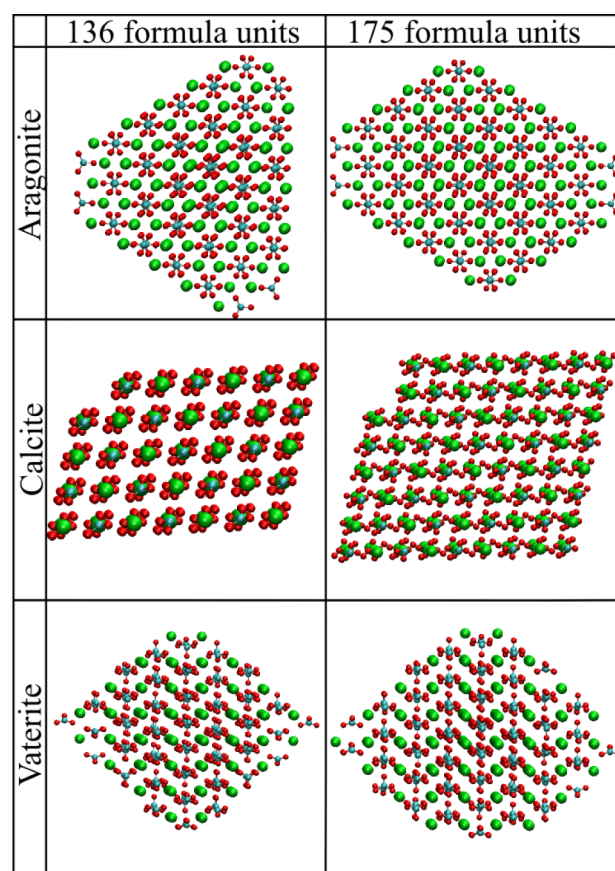 136 formula units
175 formula units
Aragonite
Calcite
Vaterite